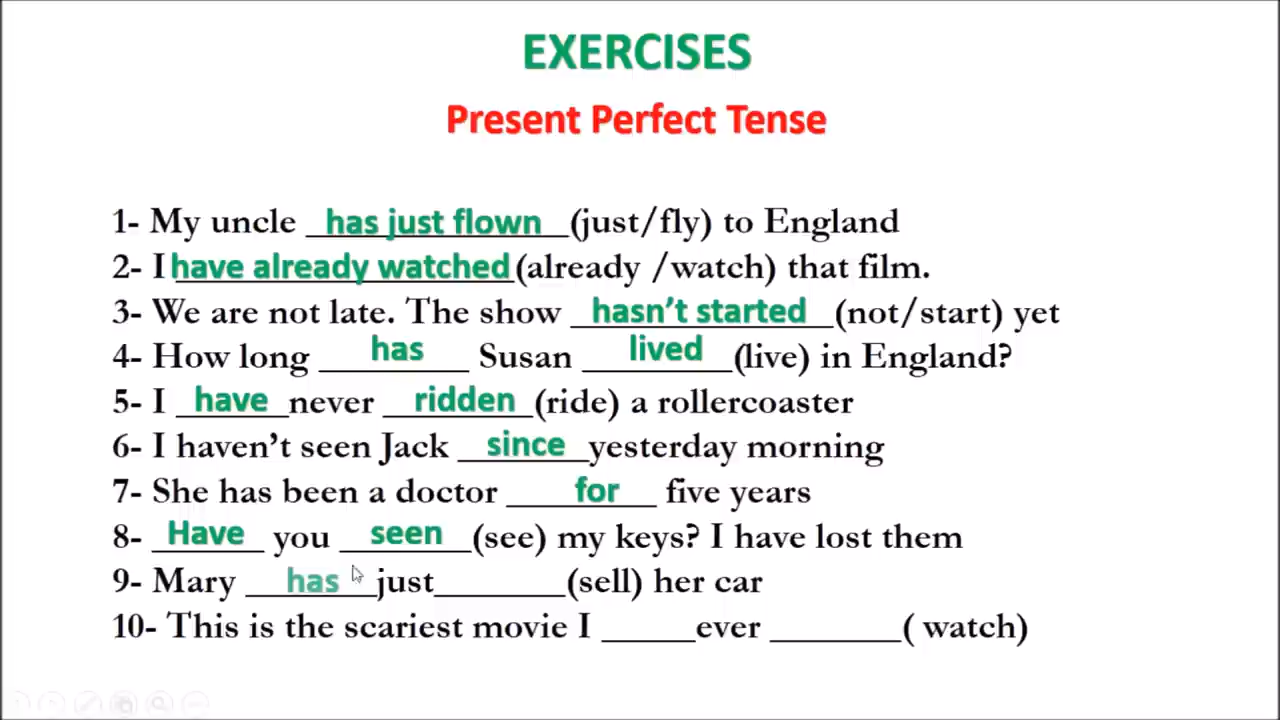 EXERCISES
Present Perfect Tense
1- My uncle has just flown (just/fly) to England
2- I have already watched (already /watch) that film.
3- We are not late. The show hasn’t started (not/start) yet
4- How long has Susan lived (live) in England?
5- I have never ridden (ride) a rollercoaster
6- I haven’t seen Jack since yesterday morning
7- She has been a doctor for five years
8- Have you seen (see) my keys? I have lost them
9- Mary has just________(sell) her car
10- This is the scariest movie I _____ever _______( watch)